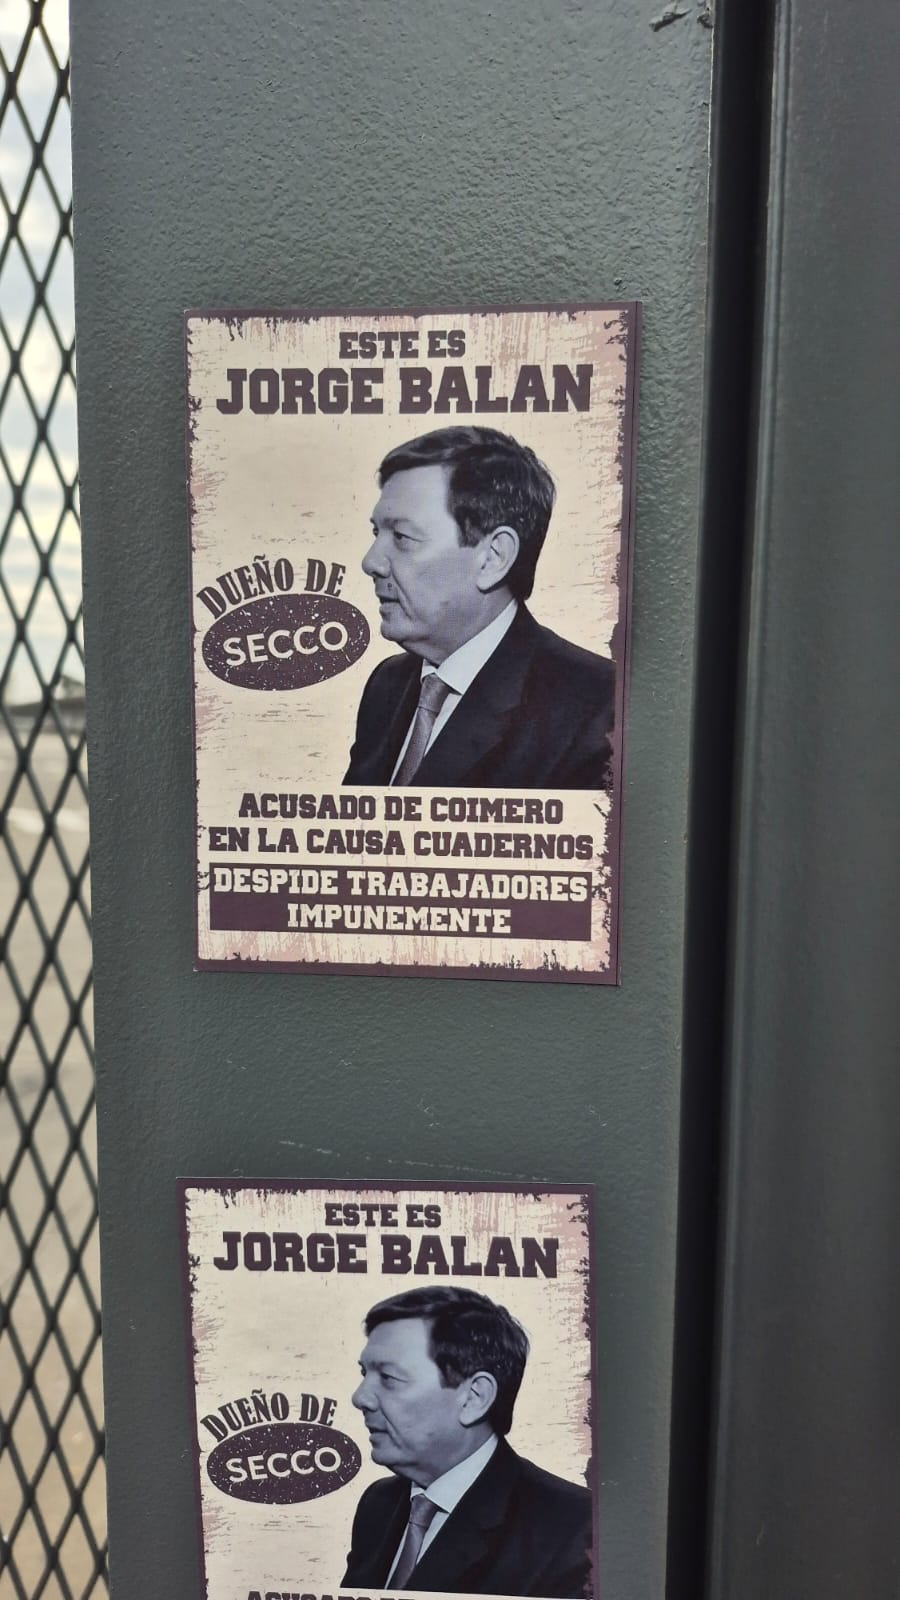 ESTE ES
JORGE BALAN
DUEÑO DE
SECCO
ACUSADO DE COIMERO
EN LA CAUSA CUADERNOS
DESPIDE TRABAJADORES
IMPUNEMENTE
ESTE ES
JORGE BALAN
DUEÑO DE
SECCO